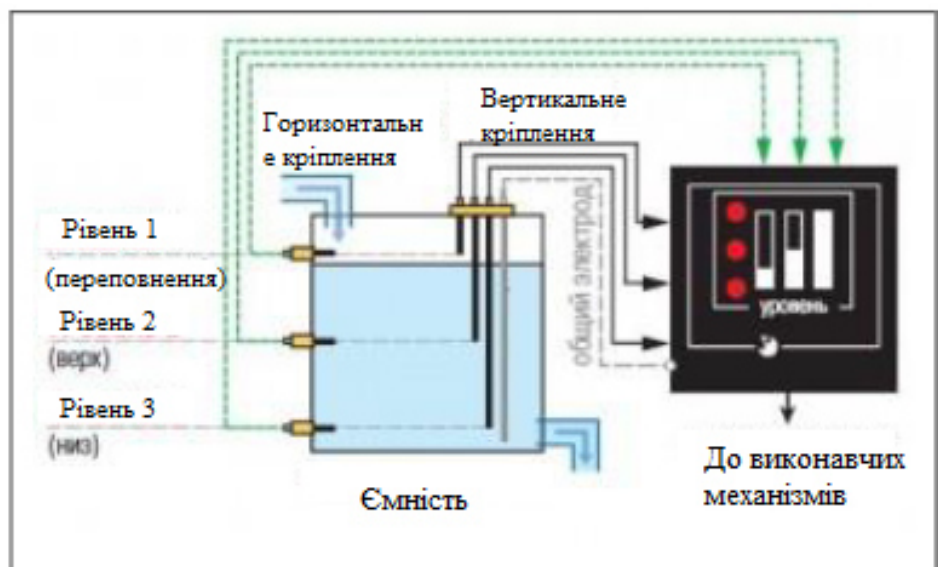 Вертикальне
кріплення
Горизонтальн
е кріплення
Рівень 1
(переповнення)
Рівень 2
(верх)
Рівень 3
(низ)
общий электрод
уровень
Ємність
До виконавчих
механізмів